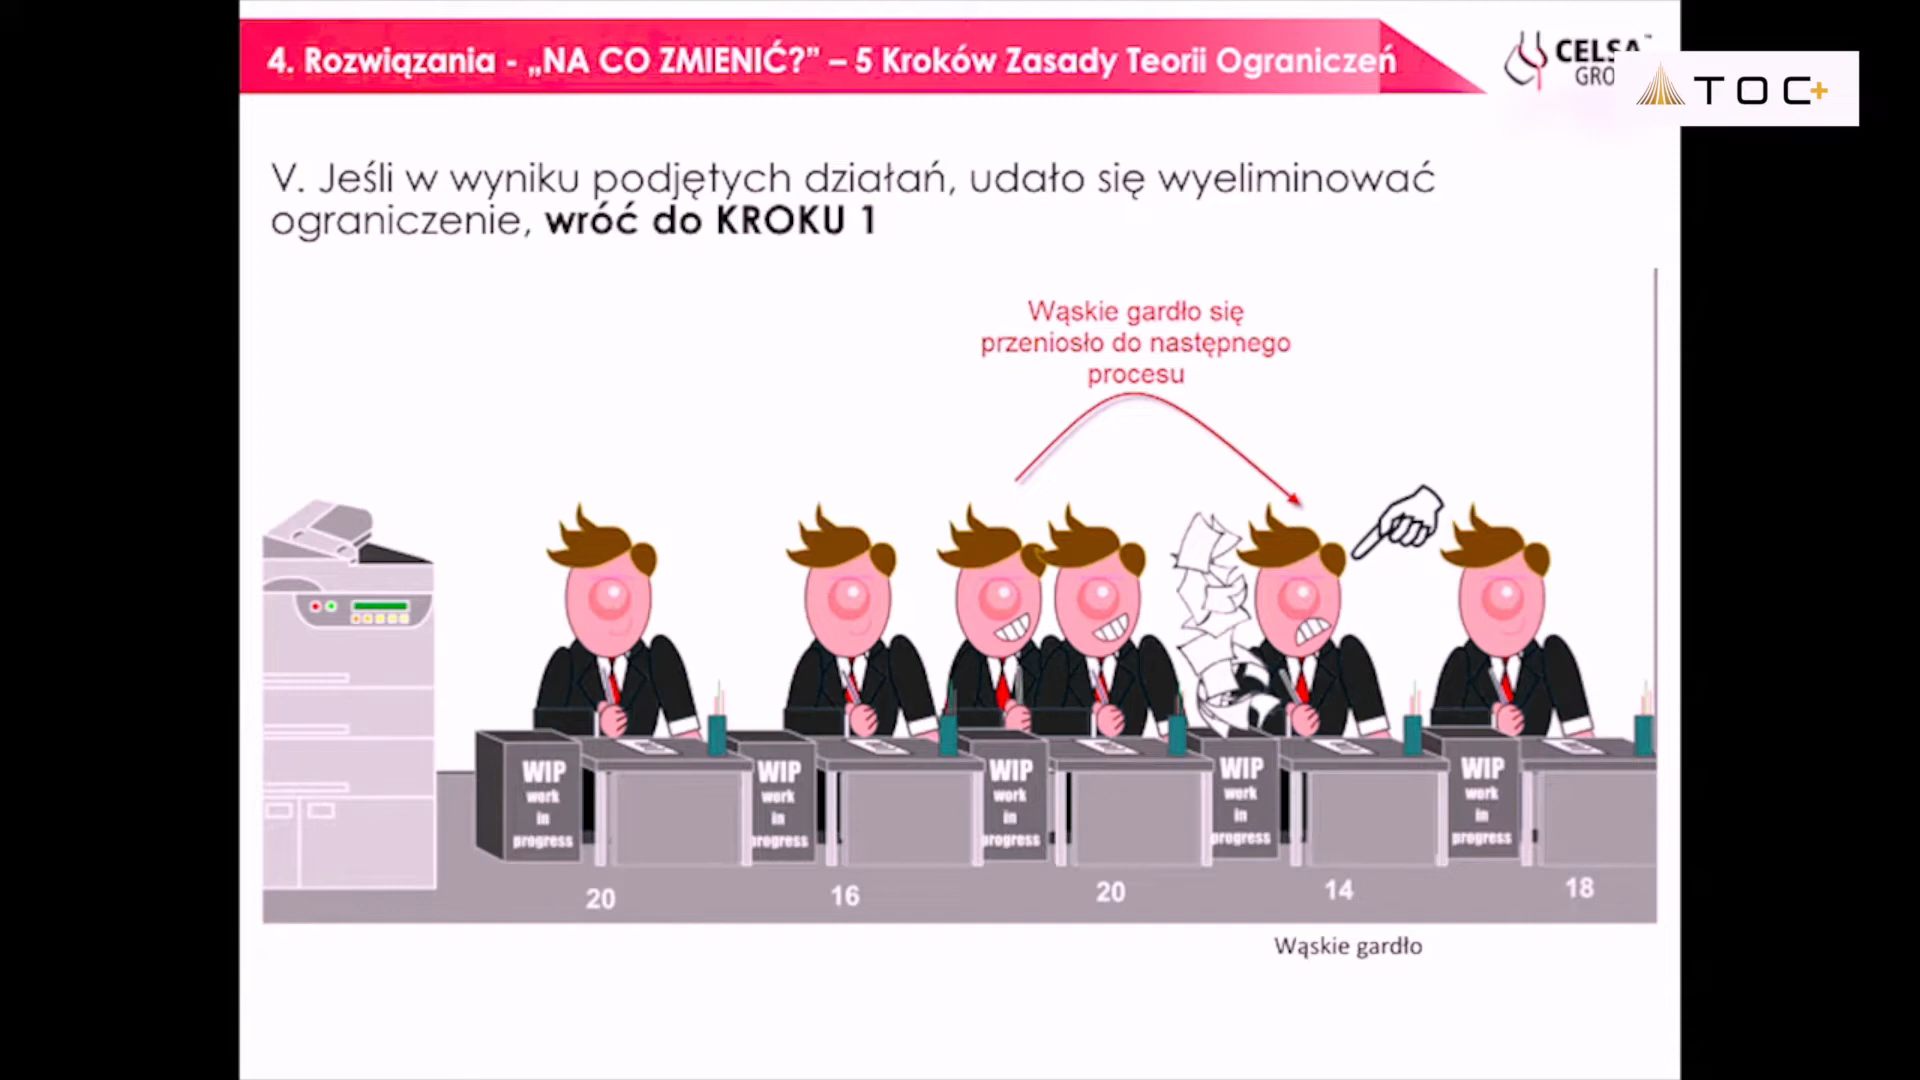 4. Rozwiązania - „NA CO ZMIENIĆ?” – 5 Kroków Zasady Teorii Ograniczeń
TOC+
V. Jeśli w wyniku podjętych działań, udało się wyeliminować
ograniczenie, wróć do KROKU 1
Wąskie gardło się
przeniosło do następnego
procesu
WIP
work
in
progress
WIP
work
in
progress
WIP
work
in
progress
WIP
work
in
progress
WIP
work
in
progress
20
16
20
14
18
Wąskie gardło